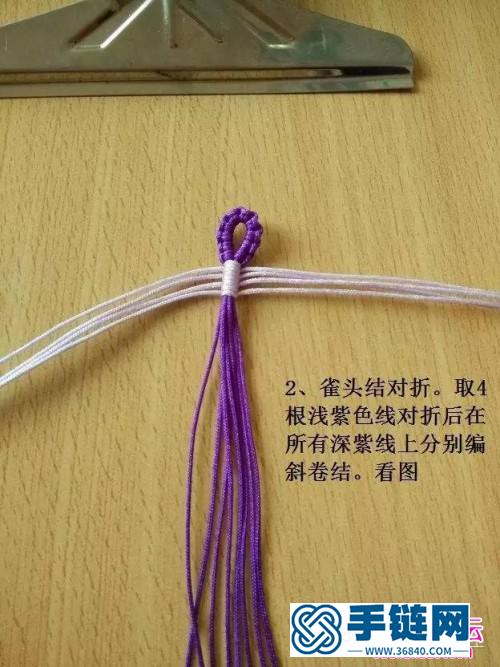 2、雀头结对折。取4
根浅紫色线对折后在
所有深紫线上分别编
斜卷结。看图
手链网
www.36840.com